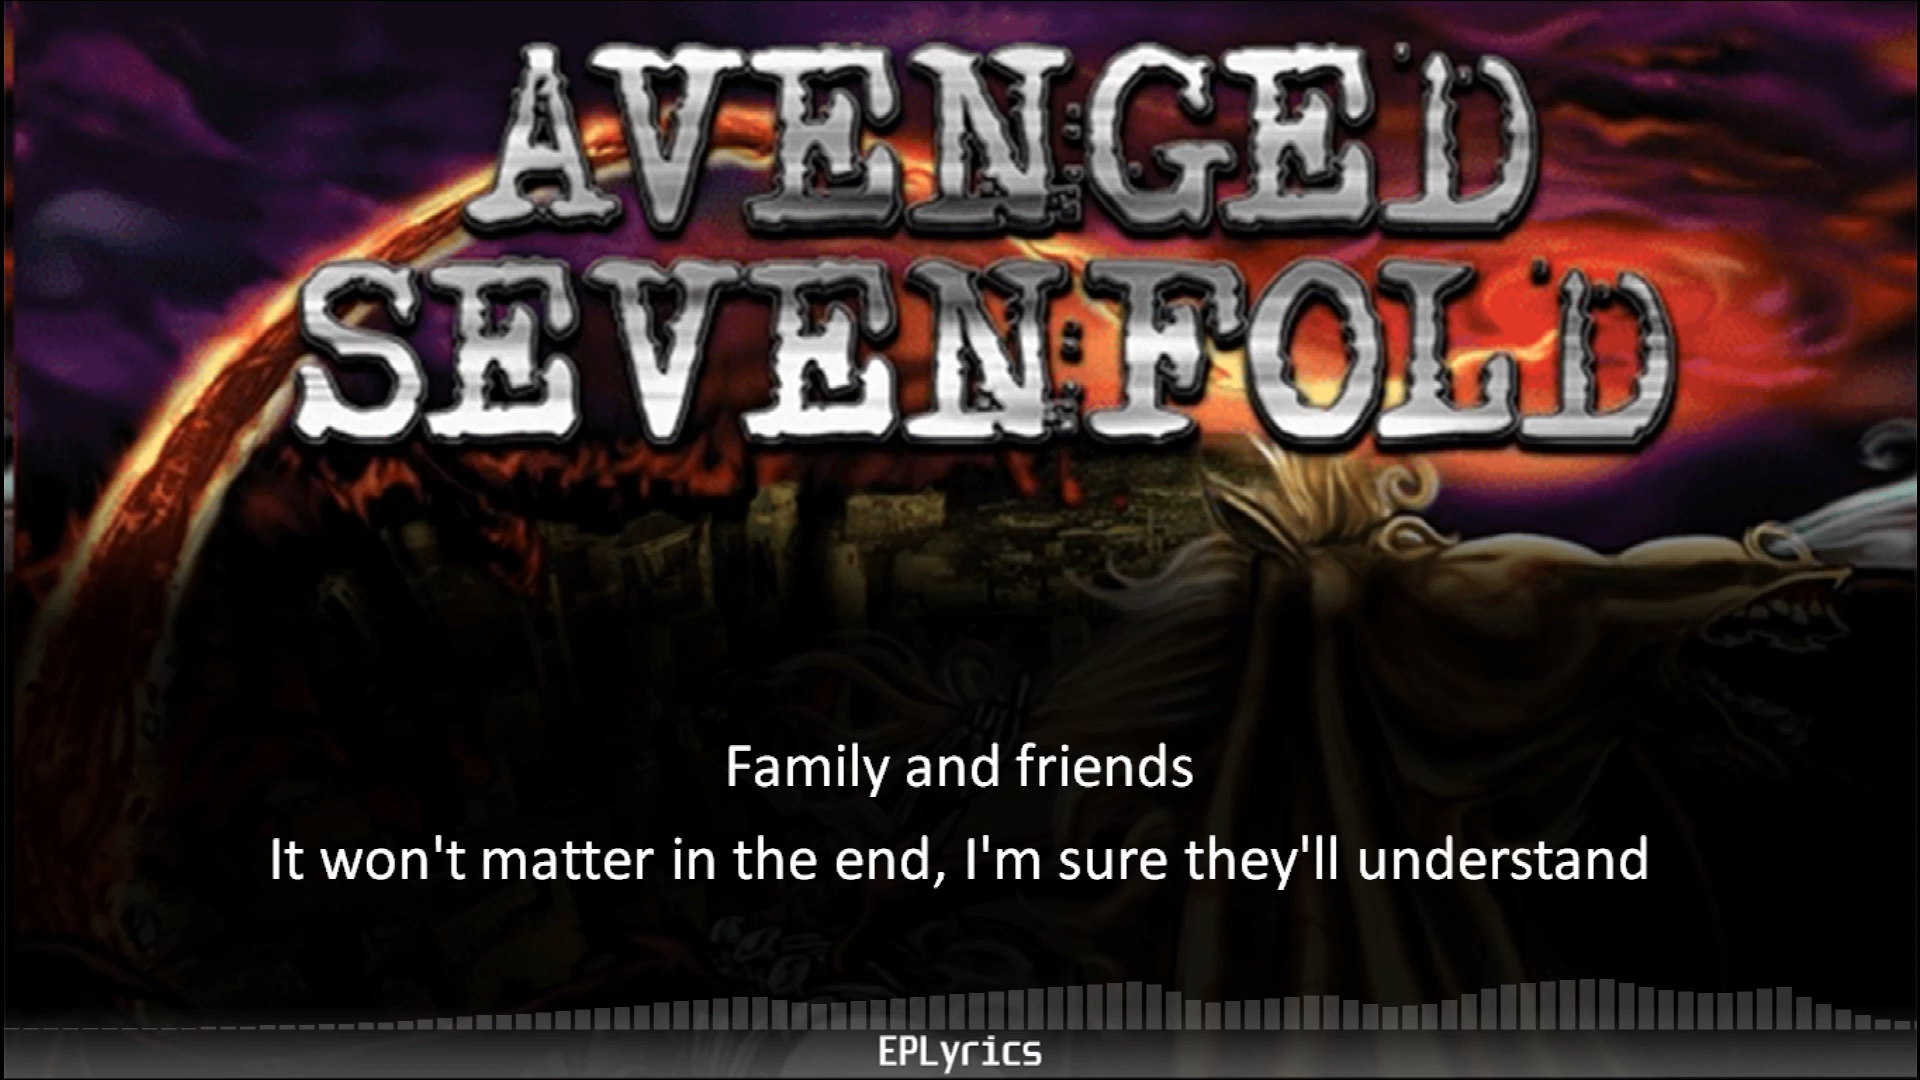 AVENGED
SEVENFOLD
Family and friends
It won't matter in the end, I'm sure they'll understand
EPLyrics